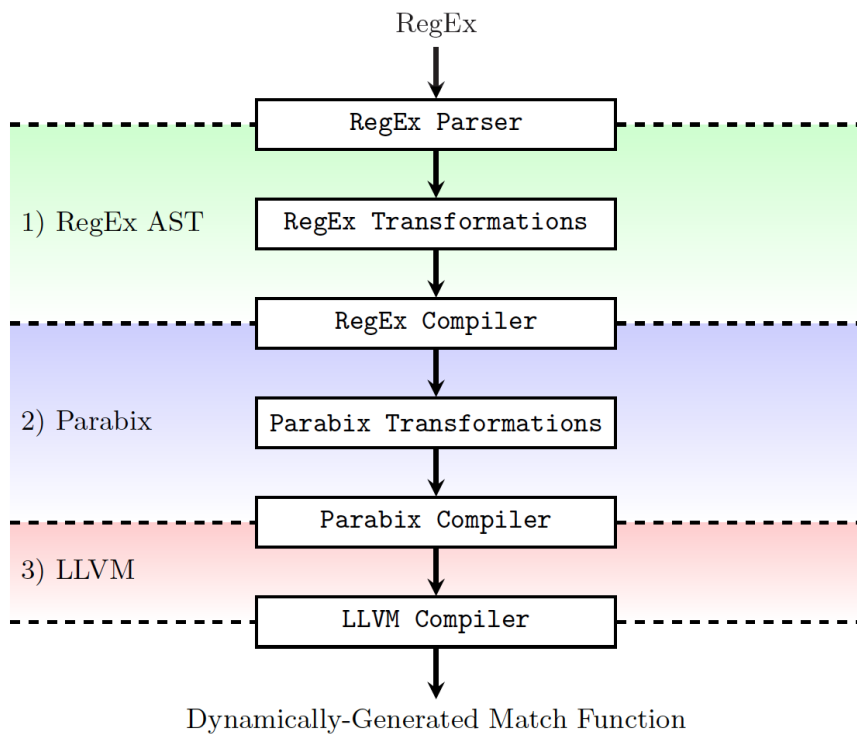 RegEx
RegEx Parser
1) RegEx AST
RegEx Transformations
RegEx Compiler
2) Parabix
Parabix Transformations
Parabix Compiler
3) LLVM
LLVM Compiler
Dynamically-Generated Match Function